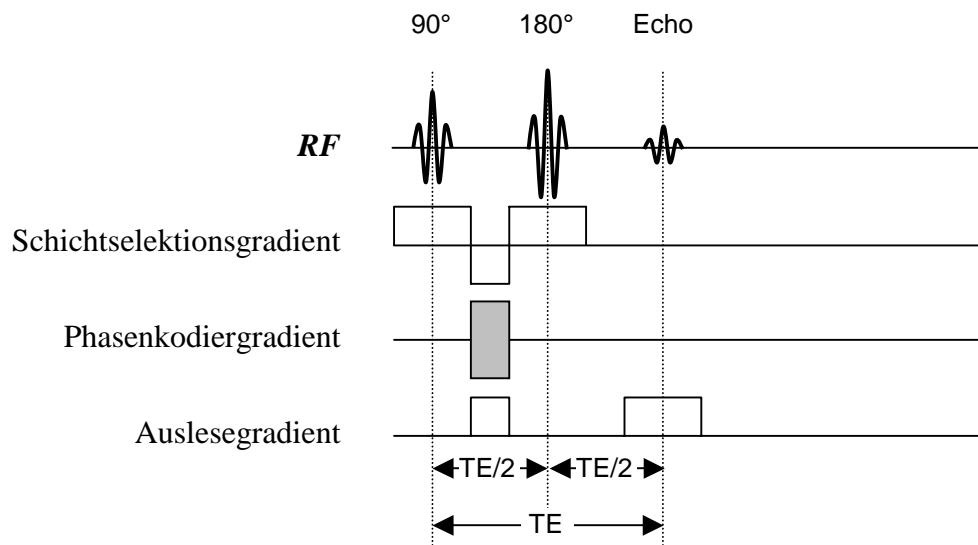 90° 180° Echo
RF
Schichtselektionsgradient
Phasenkodiergradient
Auslesegradient
TE/2 TE/2
TE